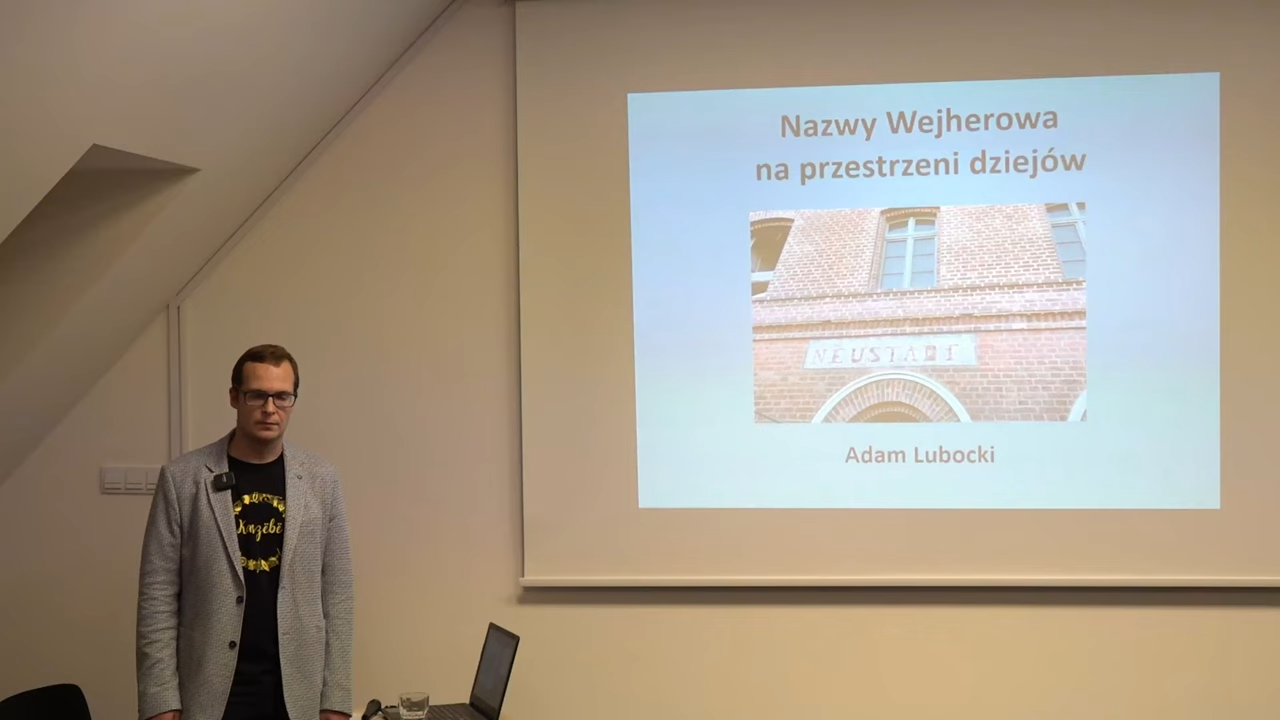 Nazwy Wejherowa
na przestrzeni dziejów
NEUSTADT
Adam Lubocki
Kaszëbë